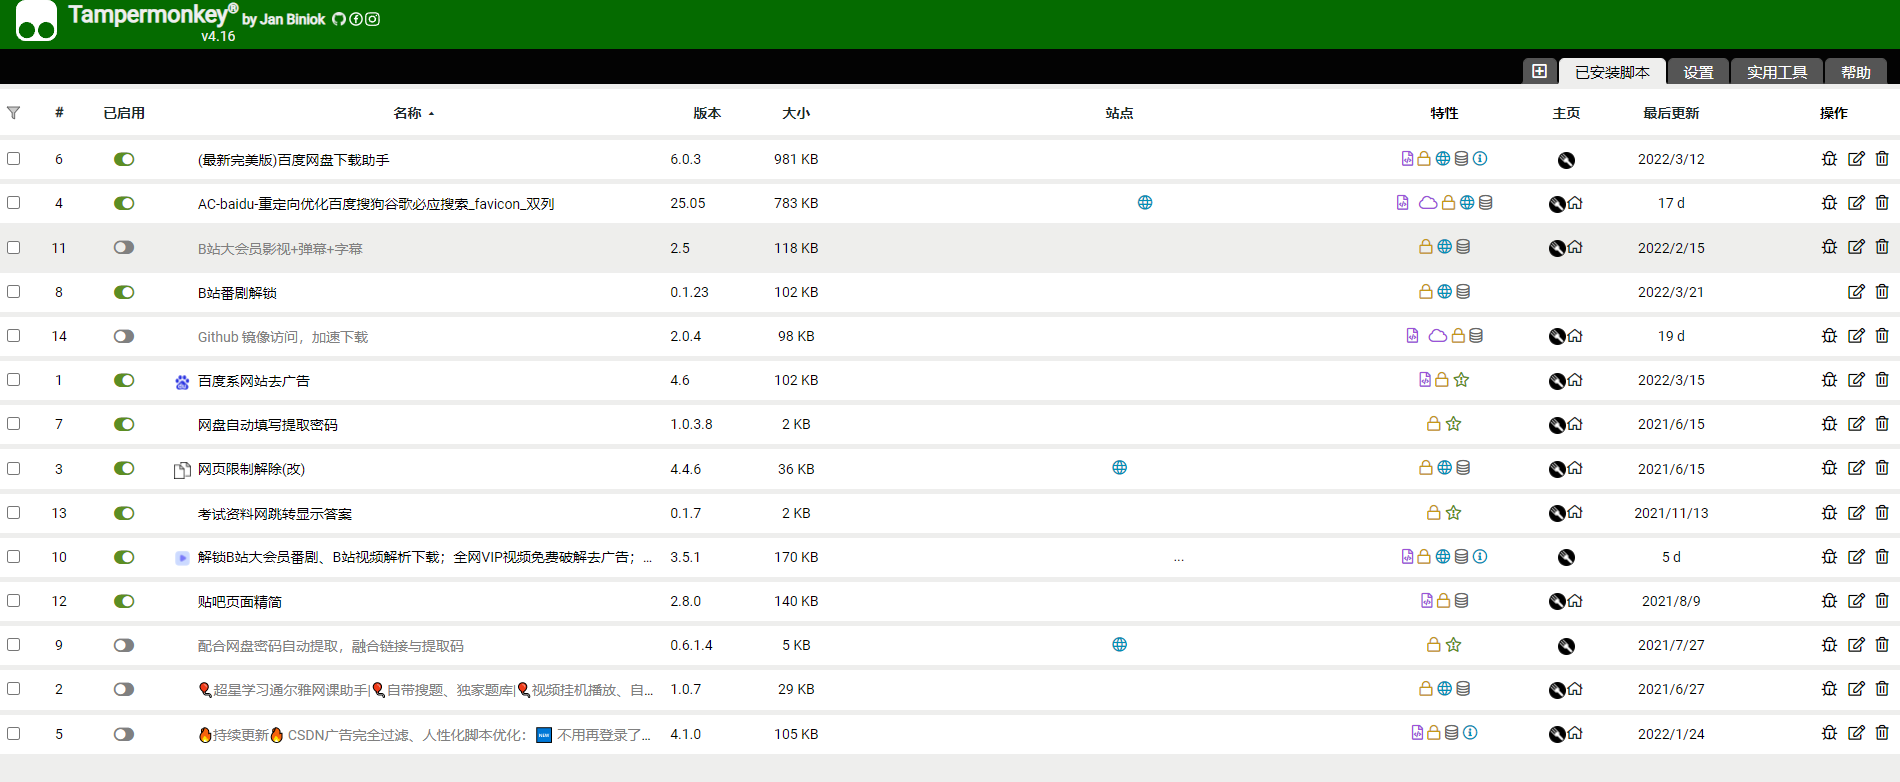 Tampermonkey® by Jan Biniok
v4.16
已安装脚本 设置 实用工具 帮助
# 已启用 名称 版本 大小 站点 特性 主页 最后更新 操作
6 (最新完美版)百度网盘下载助手 6.0.3 981 KB 2022/3/12
4 AC-baidu-重定向优化百度搜狗谷歌必应搜索_favicon_双列 25.05 783 KB 17 d
11 B站大会员影视+弹幕+字幕 2.5 118 KB 2022/2/15
8 B站番剧解锁 0.1.23 102 KB 2022/3/21
14 Github 镜像访问，加速下载 2.0.4 98 KB 19 d
1 百度系网站去广告 4.6 102 KB 2022/3/15
7 网盘自动填写提取密码 1.0.3.8 2 KB 2021/6/15
3 网页限制解除(改) 4.4.6 36 KB 2021/6/15
13 考试资料网跳转显示答案 0.1.7 2 KB 2021/11/13
10 解锁B站大会员番剧、B站视频解析下载；全网VIP视频免费破解去广告；... 3.5.1 170 KB ... 5 d
12 贴吧页面精简 2.8.0 140 KB 2021/8/9
9 配合网盘密码自动提取，融合链接与提取码 0.6.1.4 5 KB 2021/7/27
2 🎈超星学习通尔雅网课助手|🎈自带搜题、独家题库|🎈视频挂机播放、自... 1.0.7 29 KB 2021/6/27
5 🔥持续更新🔥 CSDN广告完全过滤、人性化脚本优化：🆕 不用再登录了... 4.1.0 105 KB 2022/1/24